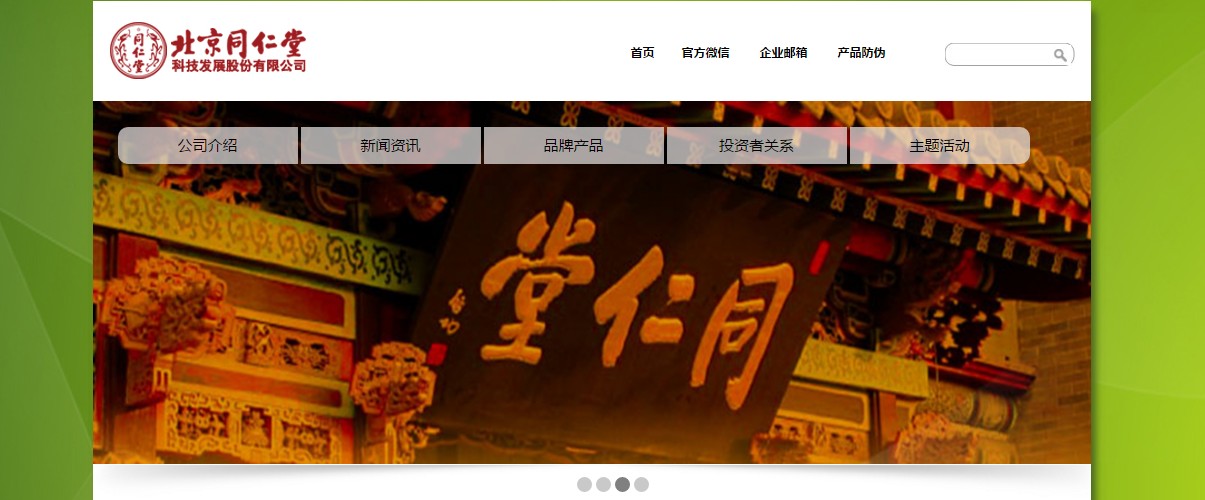 同仁堂
北京同仁堂
科技发展股份有限公司
首页 官方微信 企业邮箱 产品防伪
公司介绍 新闻资讯 品牌产品 投资者关系 主题活动
堂仁同
启功